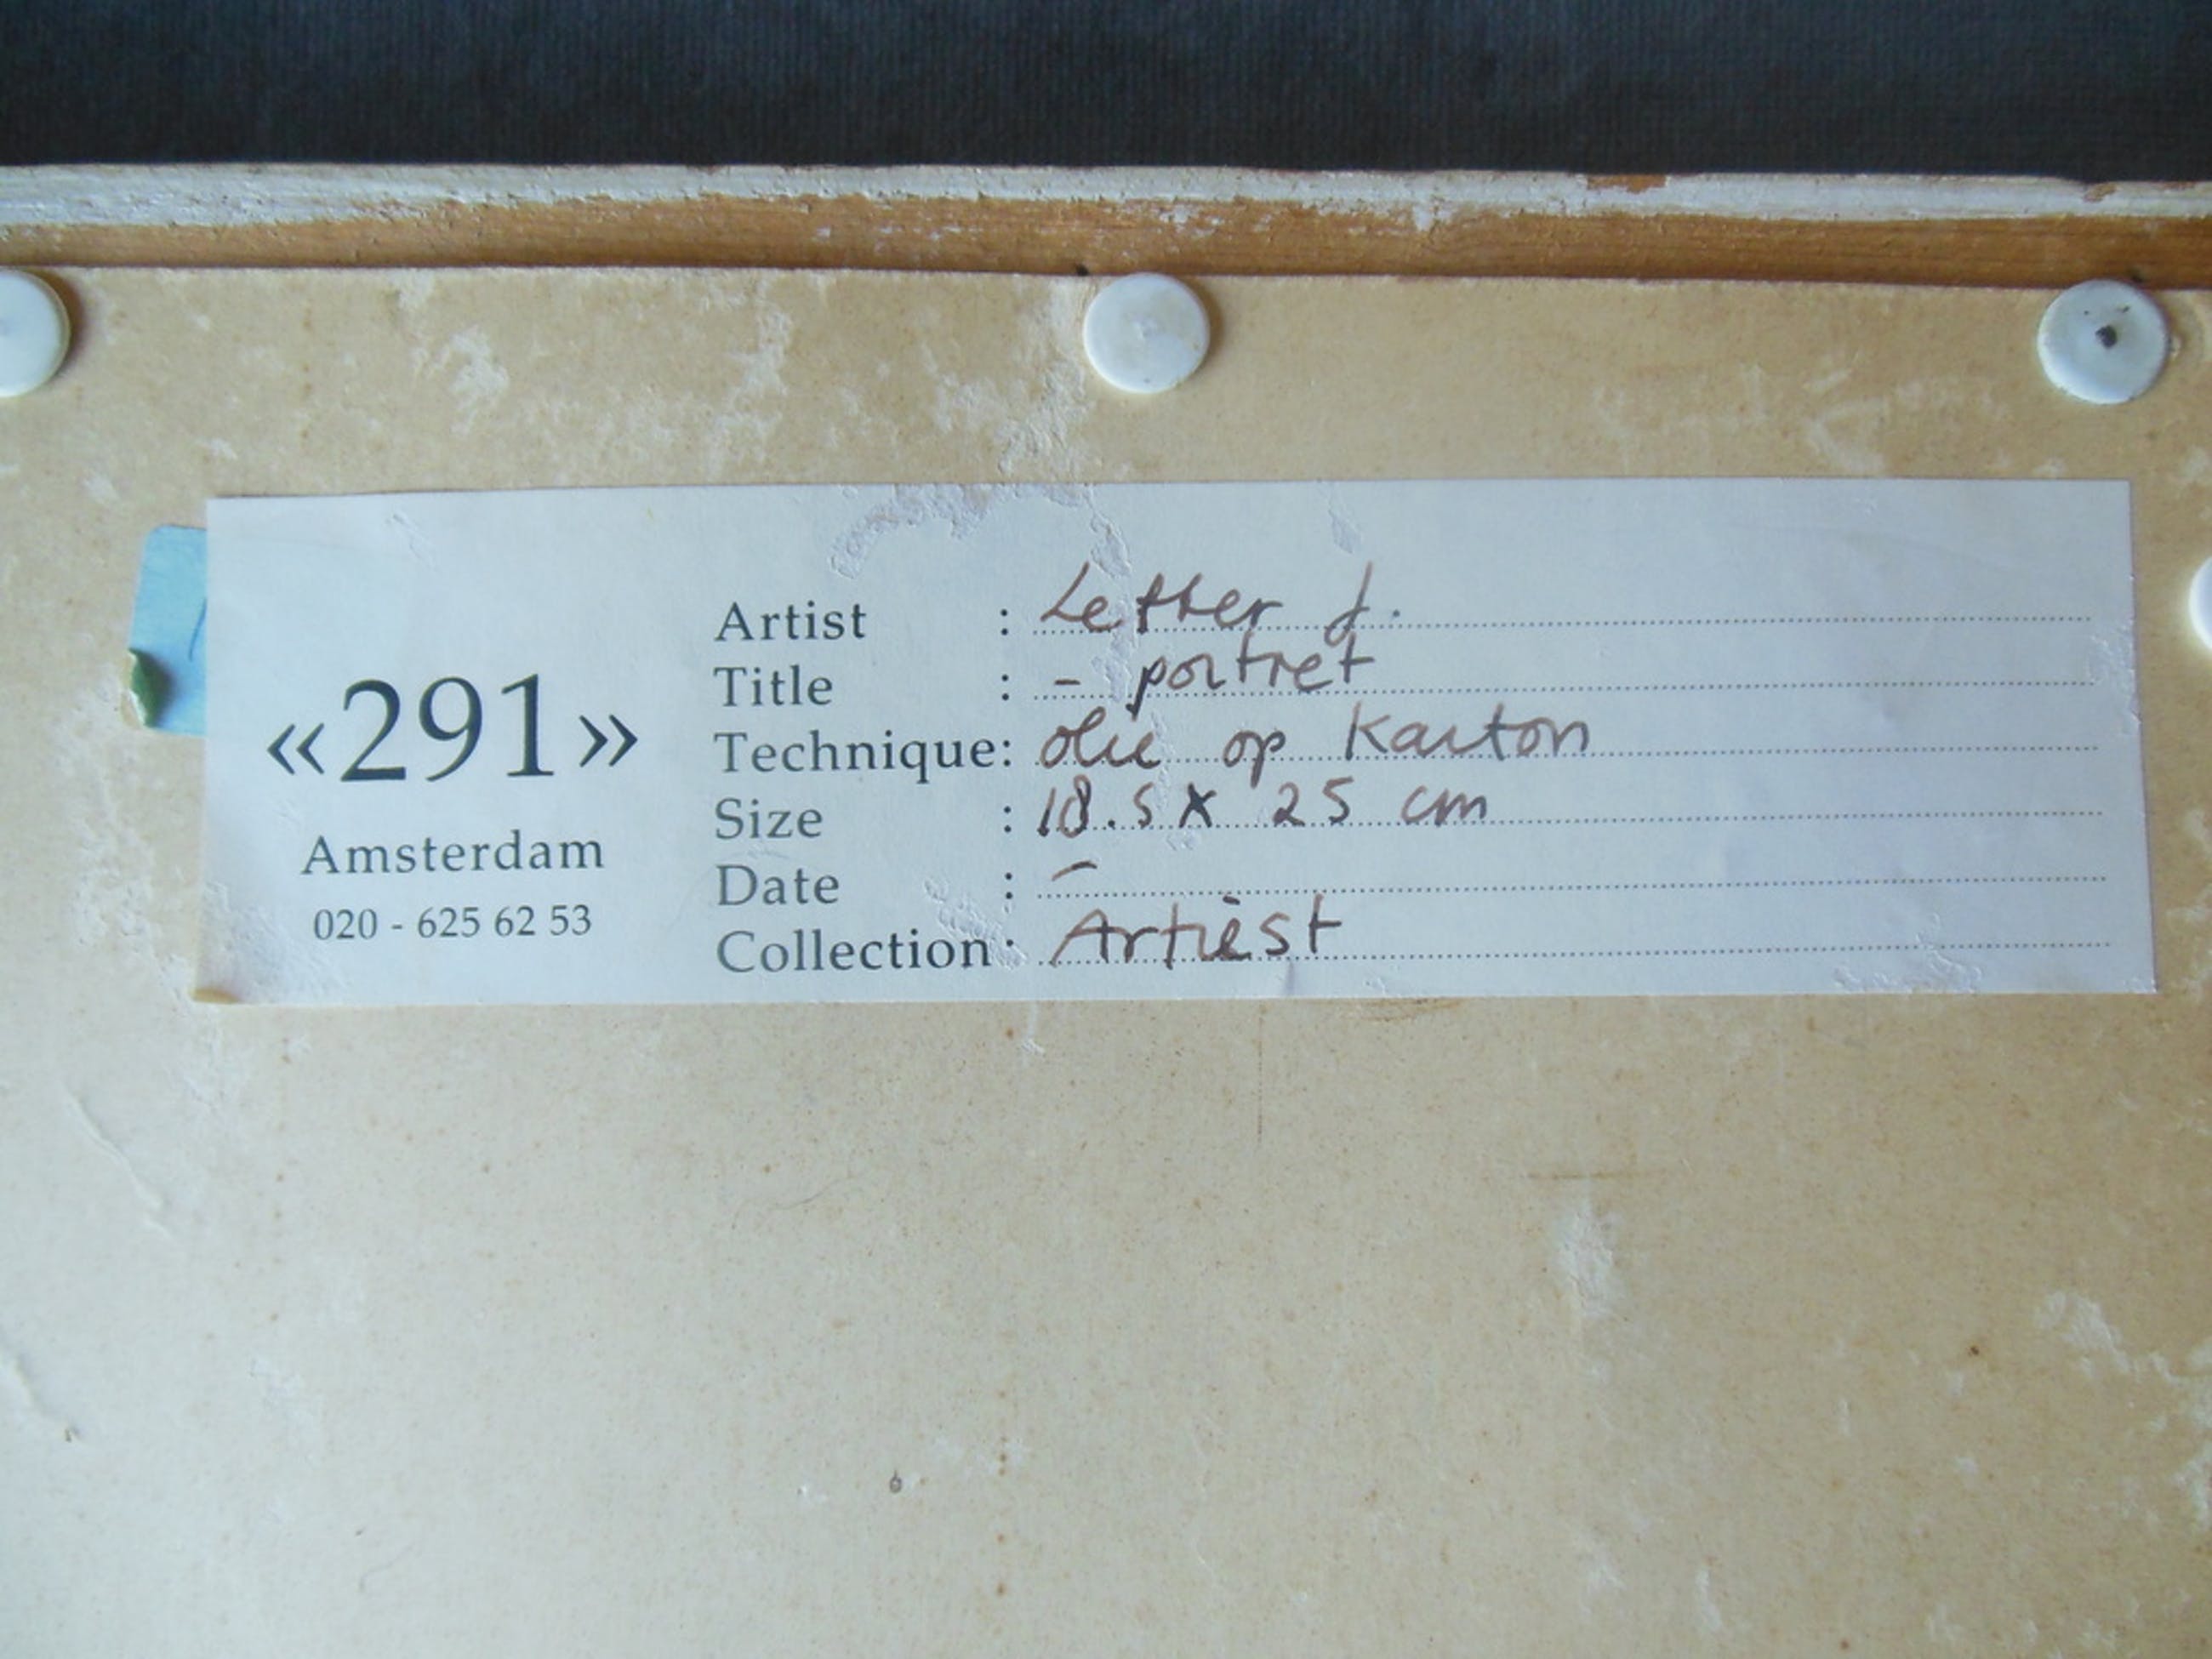 «291»
Amsterdam
020 - 625 62 53
Artist : Letter J.
Title : - portret
Technique: olie op karton
Size : 18.5 x 25 cm
Date : -
Collection: Artiest